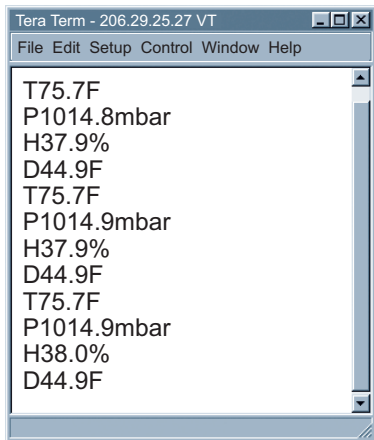 Tera Term - 206.29.25.27 VT
File Edit Setup Control Window Help
T75.7F
P1014.8mbar
H37.9%
D44.9F
T75.7F
P1014.9mbar
H37.9%
D44.9F
T75.7F
P1014.9mbar
H38.0%
D44.9F